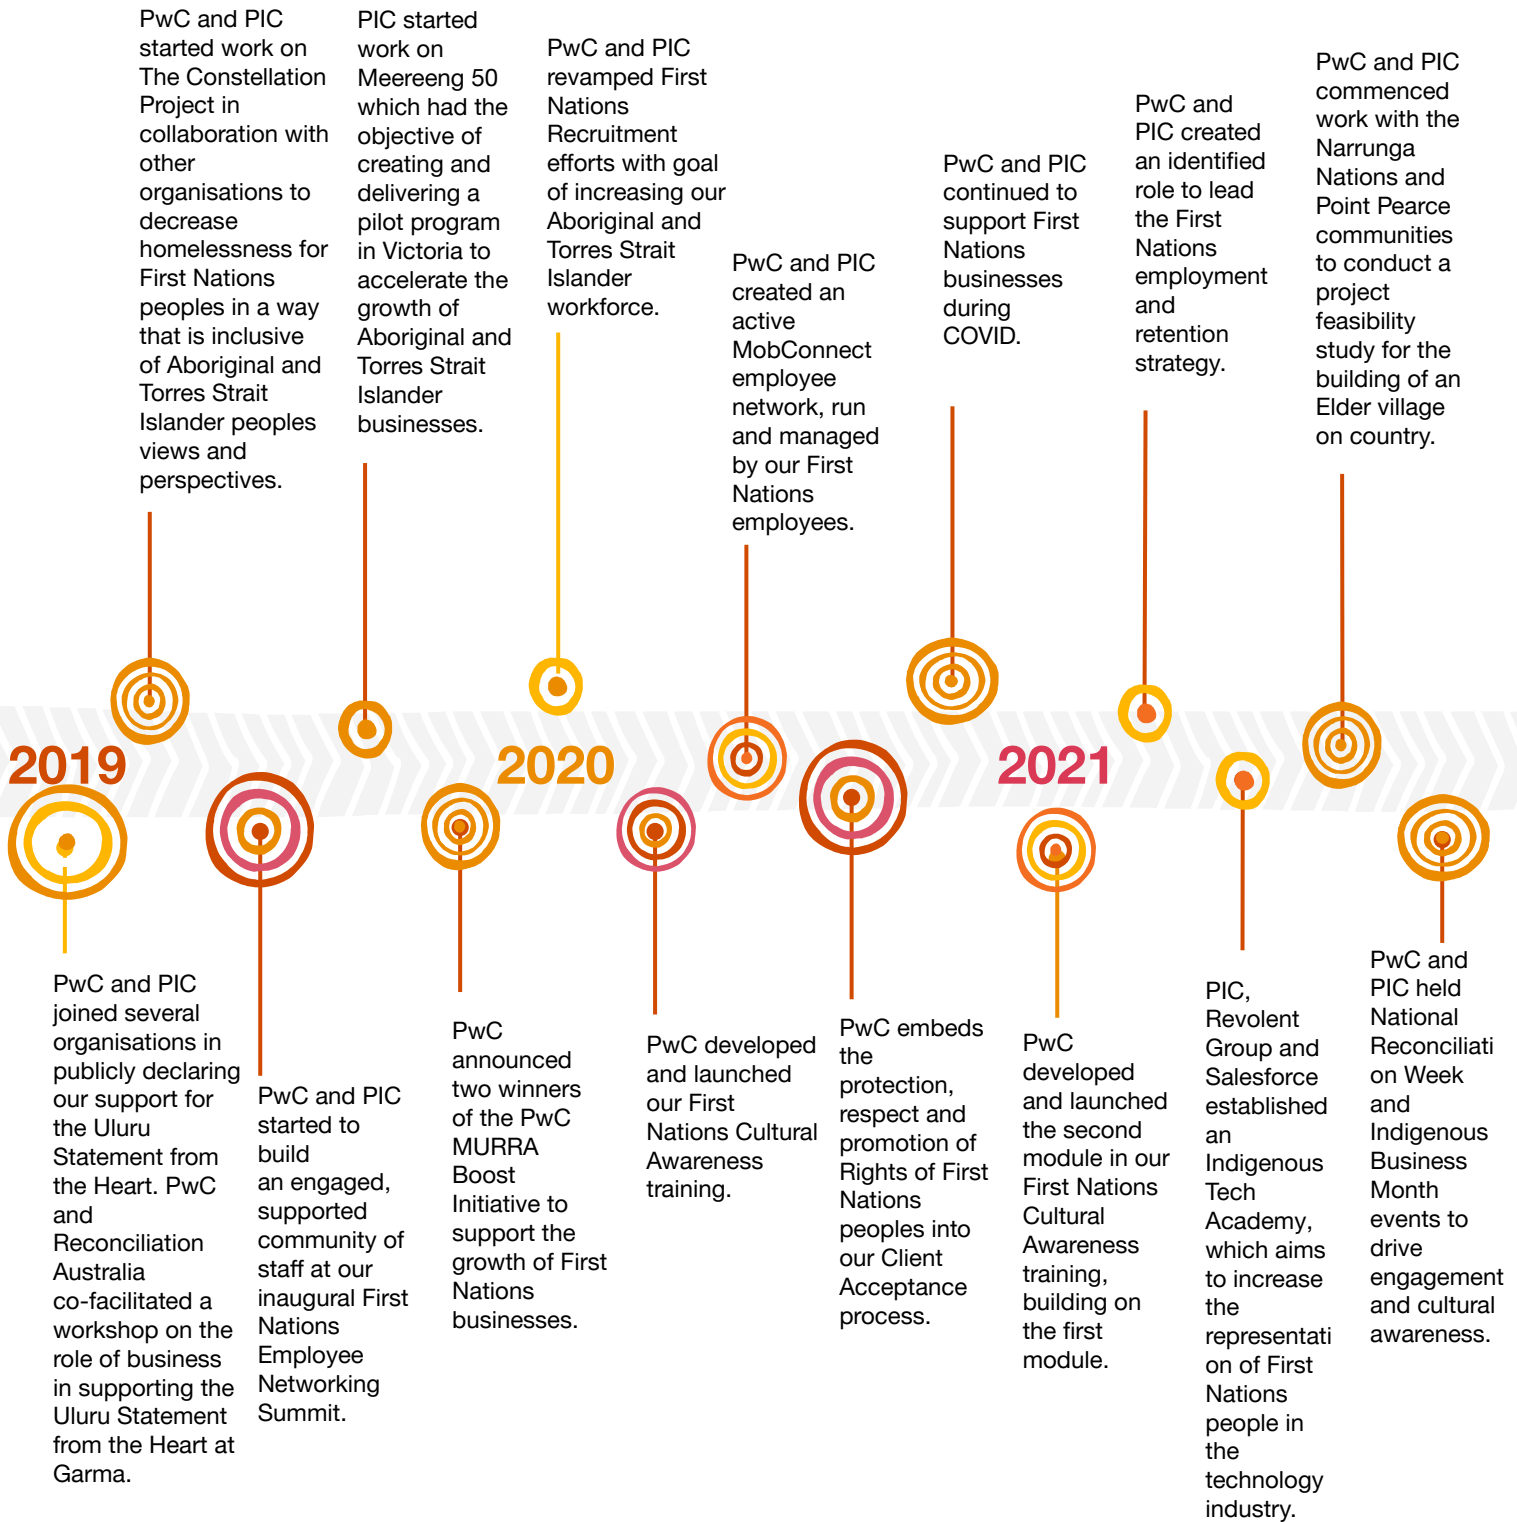 PwC and PIC
started work on
The Constellation
Project in
collaboration with
other
organisations to
decrease
homelessness for
First Nations
peoples in a way
that is inclusive
of Aboriginal and
Torres Strait
Islander peoples
views and
perspectives.
PIC started
work on
Meereeng 50
which had the
objective of
creating and
delivering a
pilot program
in Victoria to
accelerate the
growth of
Aboriginal and
Torres Strait
Islander
businesses.
PwC and PIC
revamped First
Nations
Recruitment
efforts with goal
of increasing our
Aboriginal and
Torres Strait
Islander
workforce.
PwC and PIC
created an
active
MobConnect
employee
network, run
and managed
by our First
Nations
employees.
PwC and PIC
continued to
support First
Nations
businesses
during
COVID.
PwC and
PIC created
an identified
role to lead
the First
Nations
employment
and
retention
strategy.
PwC and PIC
commenced
work with the
Narrunga
Nations and
Point Pearce
communities
to conduct a
project
feasibility
study for the
building of an
Elder village
on country.
2019
2020
2021
PwC and PIC
joined several
organisations in
publicly declaring
our support for
the Uluru
Statement from
the Heart. PwC
and
Reconciliation
Australia
co-facilitated a
workshop on the
role of business
in supporting the
Uluru Statement
from the Heart at
Garma.
PwC and PIC
started to
build
an engaged,
supported
community of
staff at our
inaugural First
Nations
Employee
Networking
Summit.
PwC
announced
two winners
of the PwC
MURRA
Boost
Initiative to
support the
growth of First
Nations
businesses.
PwC developed
and launched
our First
Nations Cultural
Awareness
training.
PwC embeds
the
protection,
respect and
promotion of
Rights of First
Nations
peoples into
our Client
Acceptance
process.
PwC
developed
and launched
the second
module in our
First Nations
Cultural
Awareness
training,
building on
the first
module.
PIC,
Revolent
Group and
Salesforce
established
an
Indigenous
Tech
Academy,
which aims
to increase
the
representati
on of First
Nations
people in
the
technology
industry.
PwC and
PIC held
National
Reconciliati
on Week
and
Indigenous
Business
Month
events to
drive
engagement
and cultural
awareness.